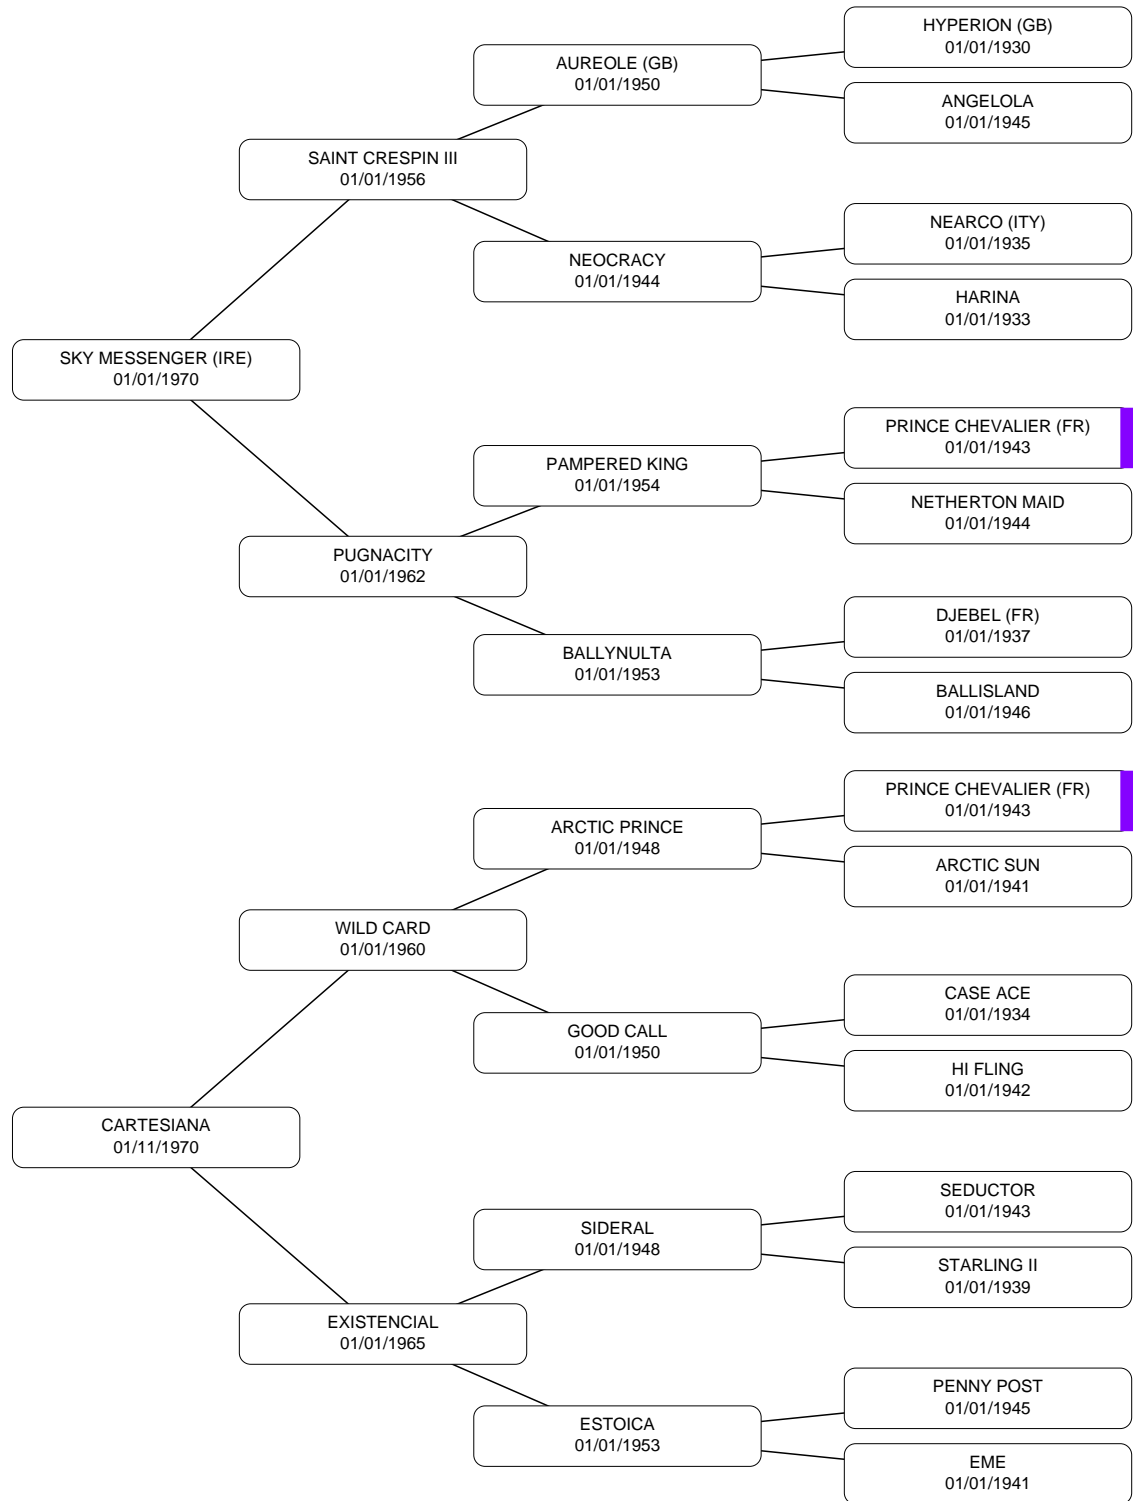 HYPERION (GB)
01/01/1930
AUREOLE (GB)
01/01/1950
ANGELOLA
01/01/1945
SAINT CRESPIN III
01/01/1956
NEARCO (ITY)
01/01/1935
NEOCRACY
01/01/1944
HARINA
01/01/1933
SKY MESSENGER (IRE)
01/01/1970
PRINCE CHEVALIER (FR)
01/01/1943
PAMPERED KING
01/01/1954
NETHERTON MAID
01/01/1944
PUGNACITY
01/01/1962
DJEBEL (FR)
01/01/1937
BALLYNULTA
01/01/1953
BALLISLAND
01/01/1946
PRINCE CHEVALIER (FR)
01/01/1943
ARCTIC PRINCE
01/01/1948
ARCTIC SUN
01/01/1941
WILD CARD
01/01/1960
CASE ACE
01/01/1934
GOOD CALL
01/01/1950
HI FLING
01/01/1942
CARTESIANA
01/11/1970
SEDUCTOR
01/01/1943
SIDERAL
01/01/1948
STARLING II
01/01/1939
EXISTENCIAL
01/01/1965
PENNY POST
01/01/1945
ESTOICA
01/01/1953
EME
01/01/1941